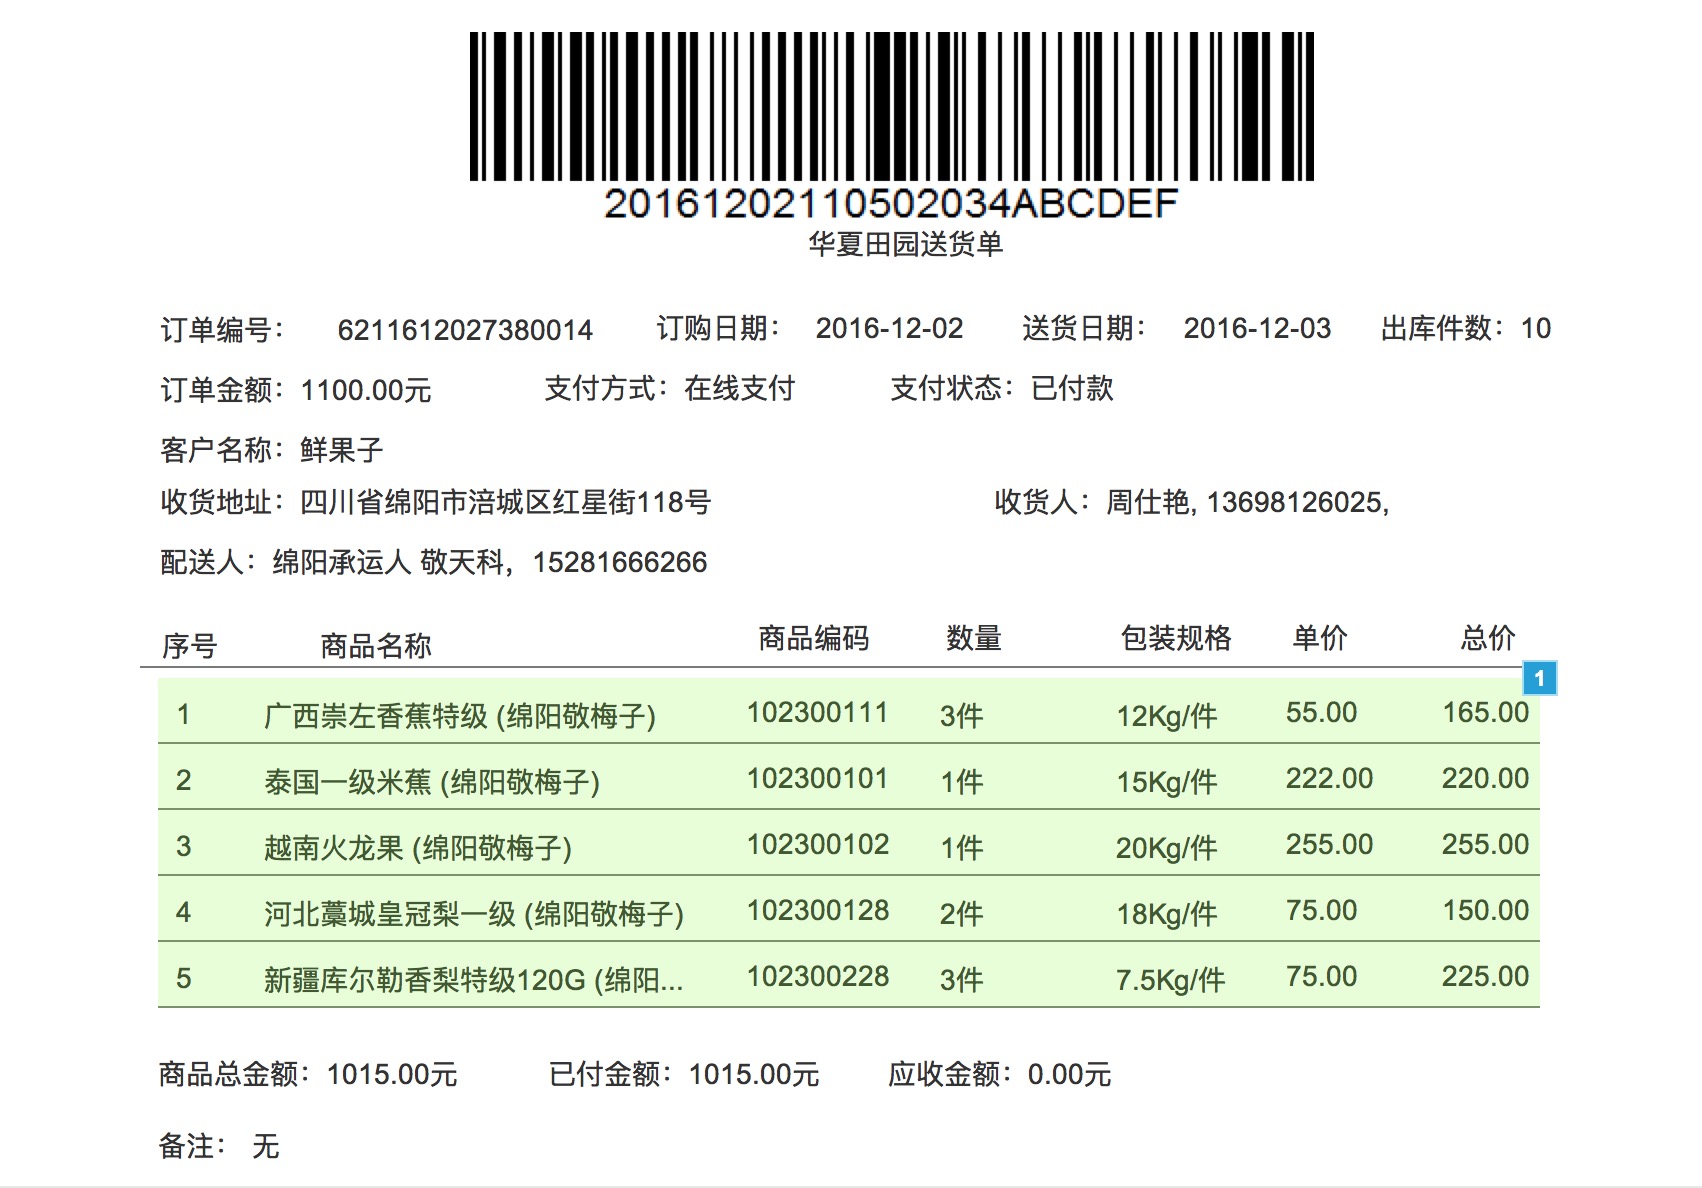 20161202110502034ABCDEF
华夏田园送货单
订单编号： 6211612027380014 订购日期： 2016-12-02 送货日期： 2016-12-03 出库件数：10
订单金额：1100.00元 支付方式：在线支付 支付状态：已付款
客户名称：鲜果子
收货地址：四川省绵阳市涪城区红星街118号 收货人：周仕艳, 13698126025,
配送人：绵阳承运人 敬天科，15281666266
序号 商品名称 商品编码 数量 包装规格 单价 总价
1
1 广西崇左香蕉特级 (绵阳敬梅子) 102300111 3件 12Kg/件 55.00 165.00
2 泰国一级米蕉 (绵阳敬梅子) 102300101 1件 15Kg/件 222.00 220.00
3 越南火龙果 (绵阳敬梅子) 102300102 1件 20Kg/件 255.00 255.00
4 河北藁城皇冠梨一级 (绵阳敬梅子) 102300128 2件 18Kg/件 75.00 150.00
5 新疆库尔勒香梨特级120G (绵阳... 102300228 3件 7.5Kg/件 75.00 225.00
商品总金额：1015.00元 已付金额：1015.00元 应收金额：0.00元
备注： 无